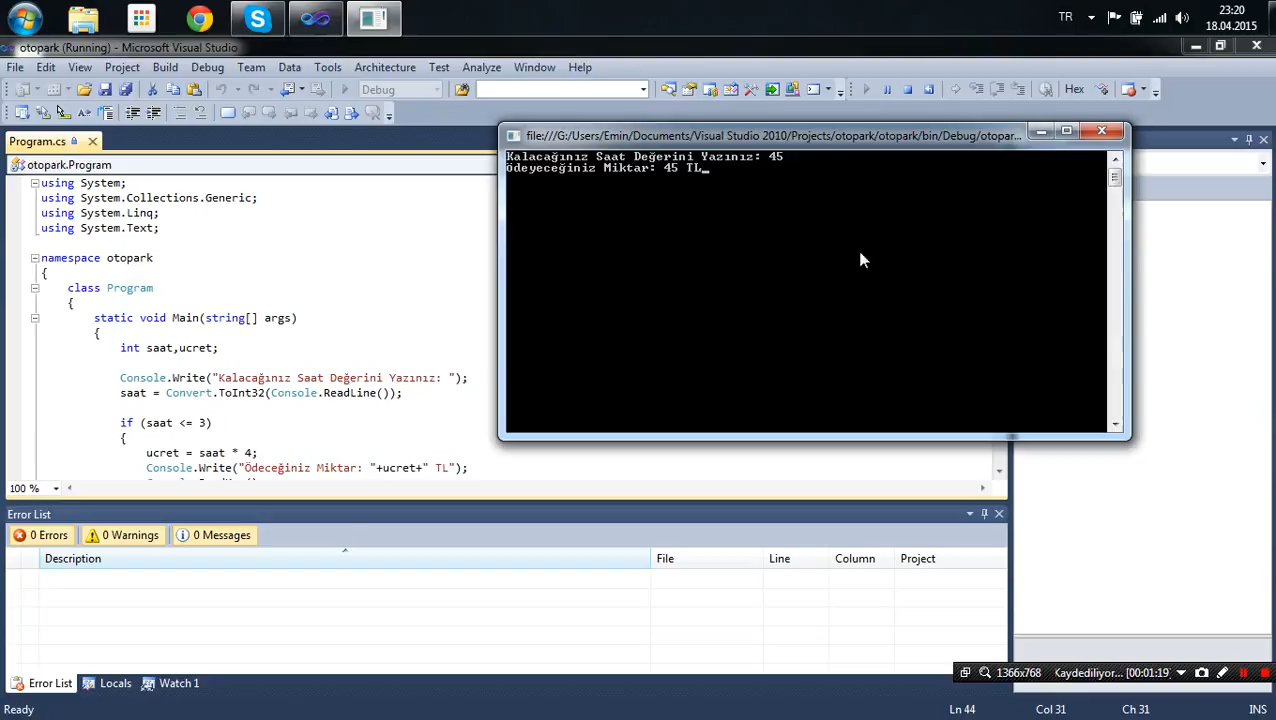 TR
23:20
18.04.2015
otopark (Running) - Microsoft Visual Studio
File Edit View Project Build Debug Team Data Tools Architecture Test Analyze Window Help
Debug
Hex
Program.cs
file:///G:/Users/Emin/Documents/Visual Studio 2010/Projects/otopark/otopark/bin/Debug/otopar...
Kalacağınız Saat Değerini Yazınız: 45
Ödeyeceğiniz Miktar: 45 TL_
otopark.Program
using System;
using System.Collections.Generic;
using System.Linq;
using System.Text;
namespace otopark
{
class Program
{
static void Main(string[] args)
{
int saat,ucret;
Console.Write("Kalacağınız Saat Değerini Yazınız: ");
saat = Convert.ToInt32(Console.ReadLine());
if (saat <= 3)
{
ucret = saat * 4;
Console.Write("Ödeceğiniz Miktar: "+ucret+" TL");
100 %
Error List
0 Errors 0 Warnings 0 Messages
Description File Line Column Project
1366x768 Kaydediliyor... [00:01:19]
Error List Locals Watch 1
Ready Ln 44 Col 31 Ch 31 INS